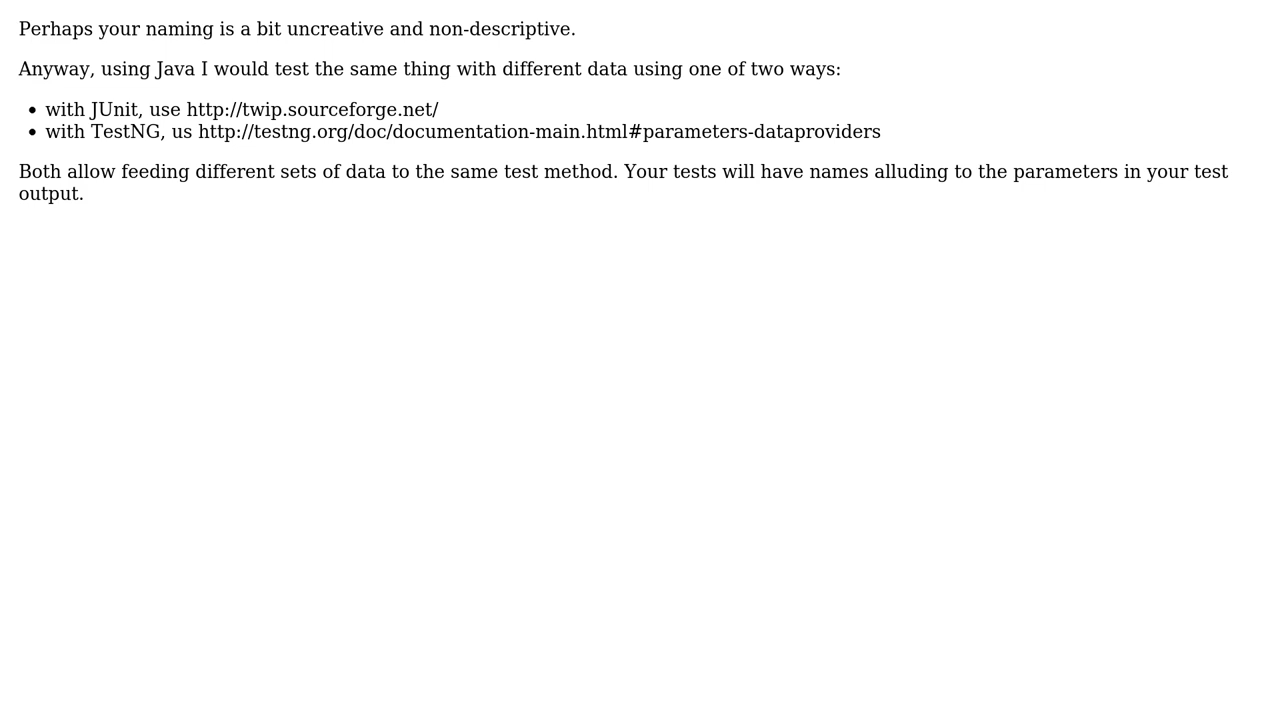 Perhaps your naming is a bit uncreative and non-descriptive.
Anyway, using Java I would test the same thing with different data using one of two ways:
• with JUnit, use http://twip.sourceforge.net/
• with TestNG, us http://testng.org/doc/documentation-main.html#parameters-dataproviders
Both allow feeding different sets of data to the same test method. Your tests will have names alluding to the parameters in your test
output.